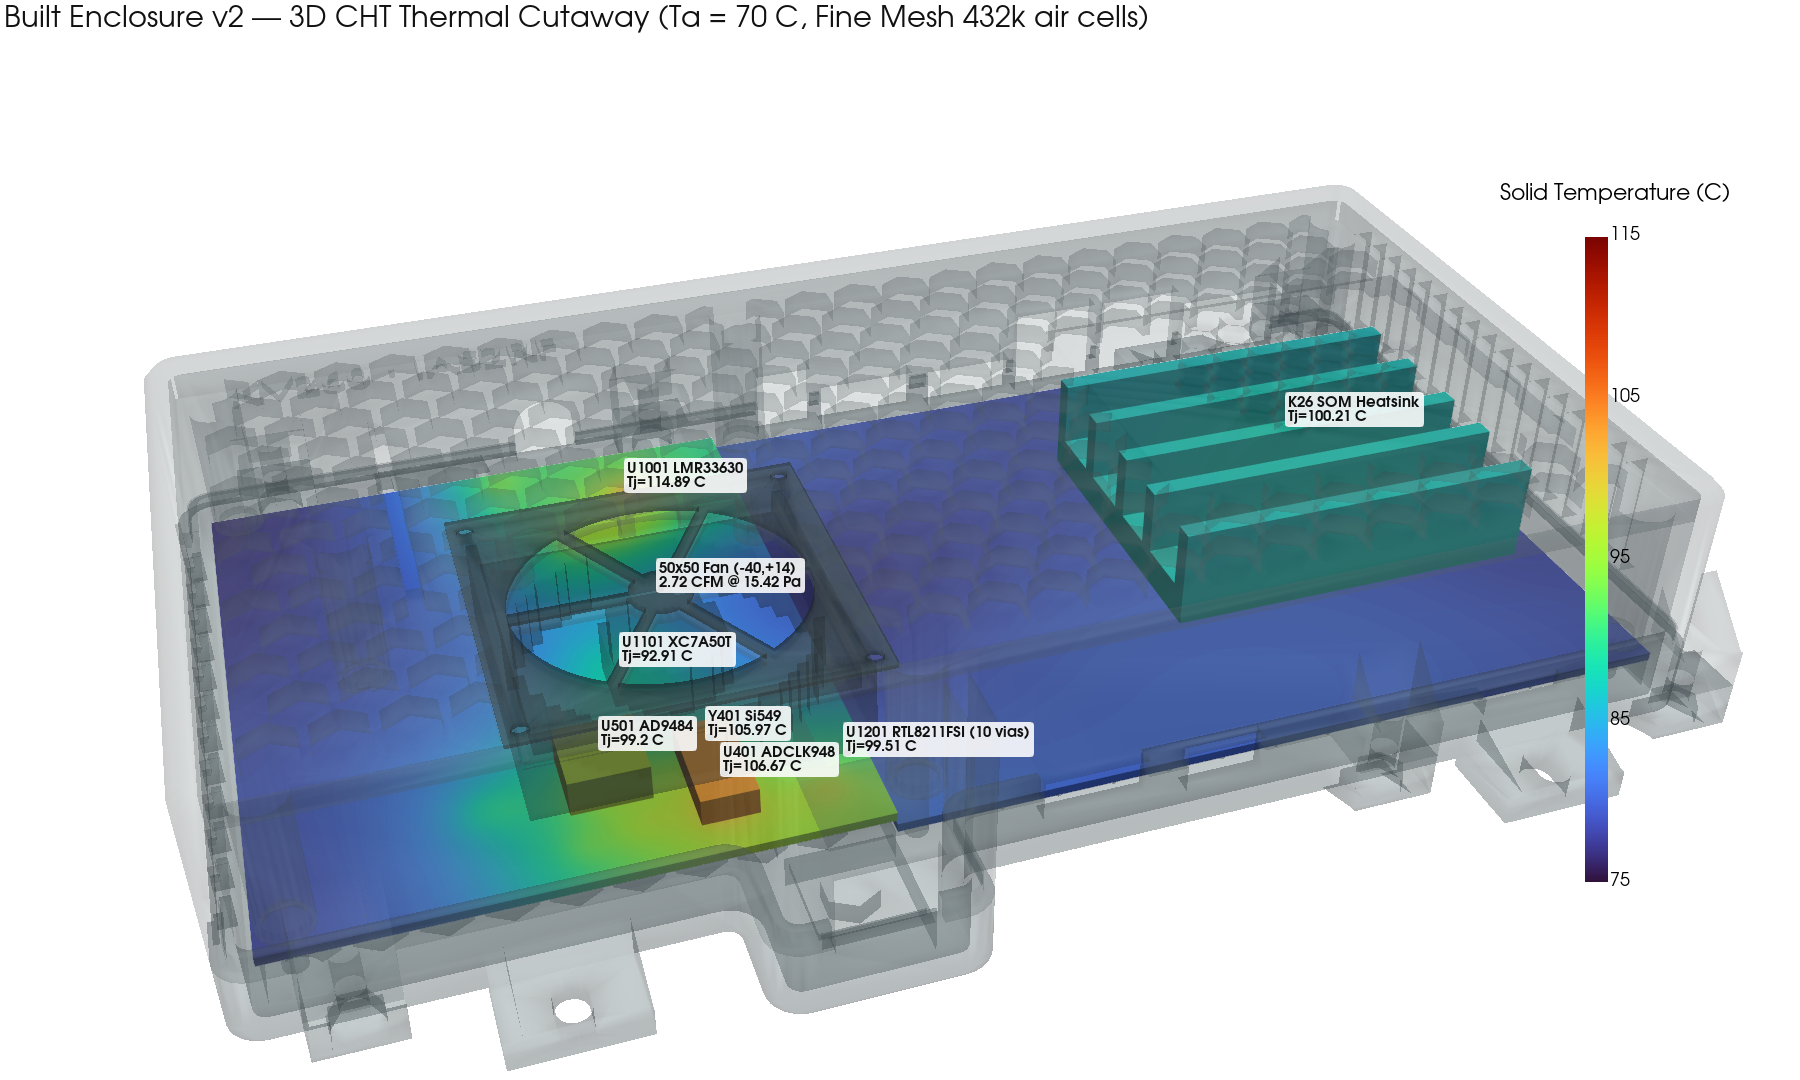 Built Enclosure v2 — 3D CHT Thermal Cutaway (Ta = 70 C, Fine Mesh 432k air cells)
Solid Temperature (C)
115
105
95
85
75
K26 SOM Heatsink
Tj=100.21 C
U1001 LMR33630
Tj=114.89 C
50x50 Fan (-40,+14)
2.72 CFM @ 15.42 Pa
U1101 XC7A50T
Tj=92.91 C
U501 AD9484
Tj=99.2 C
Y401 Si549
Tj=105.97 C
U401 ADCLK948
Tj=106.67 C
U1201 RTL8211FSI (10 vias)
Tj=99.51 C